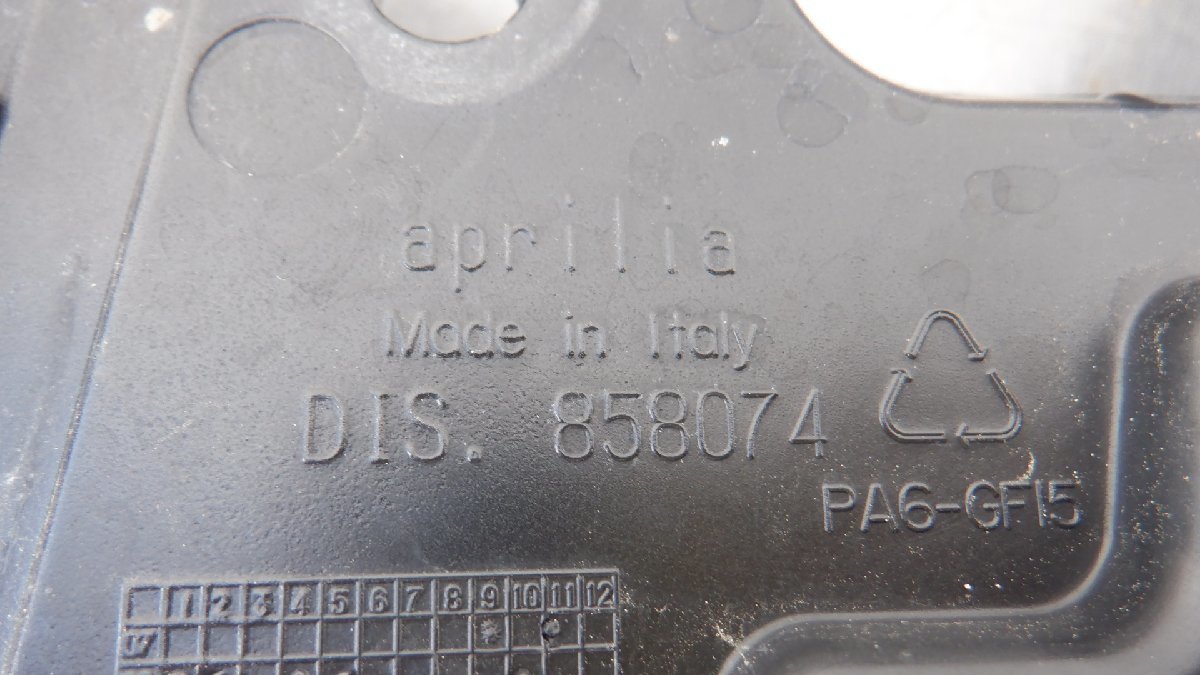 aprilia
Made in Italy
DIS. 858074
PA6-GF15
1 2 3 4 5 6 7 8 9 10 11 12
17